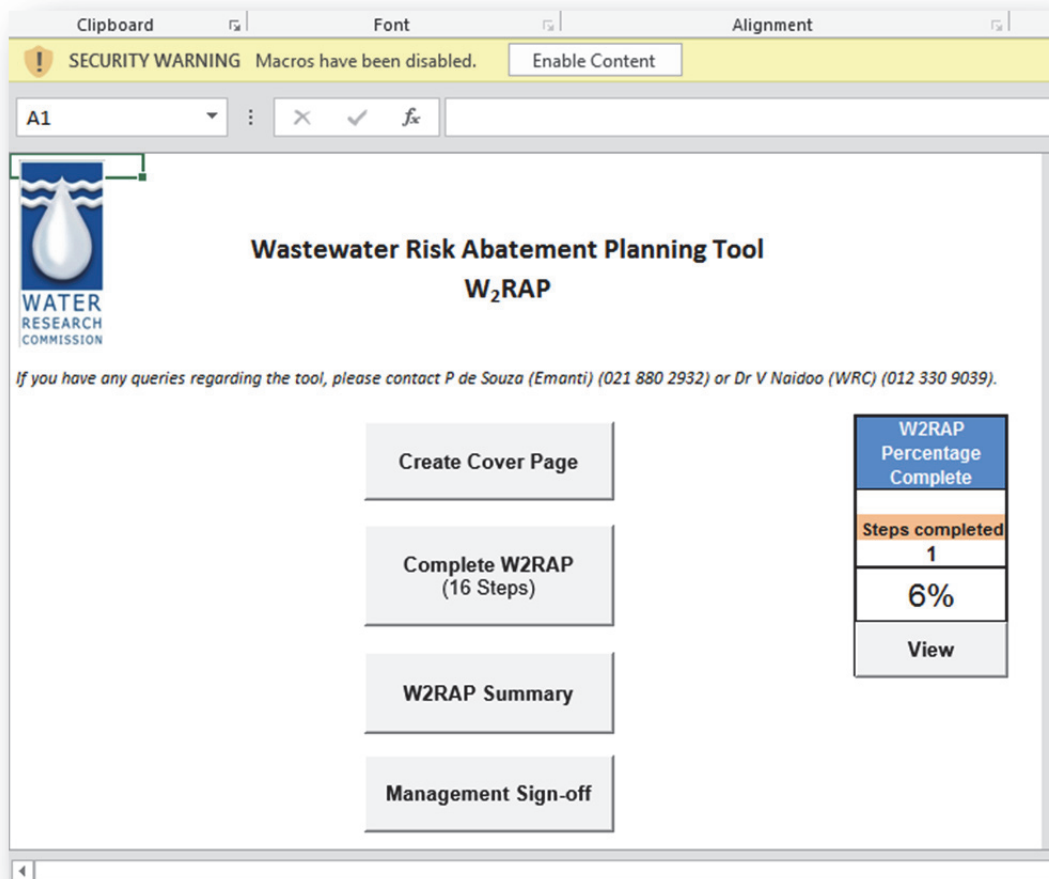 Clipboard Font Alignment
SECURITY WARNING Macros have been disabled. Enable Content
A1 fx
WATER
RESEARCH
COMMISSION
Wastewater Risk Abatement Planning Tool
W₂RAP
If you have any queries regarding the tool, please contact P de Souza (Emanti) (021 880 2932) or Dr V Naidoo (WRC) (012 330 9039).
Create Cover Page
Complete W2RAP
(16 Steps)
W2RAP Summary
Management Sign-off
W2RAP
Percentage
Complete
Steps completed
1
6%
View